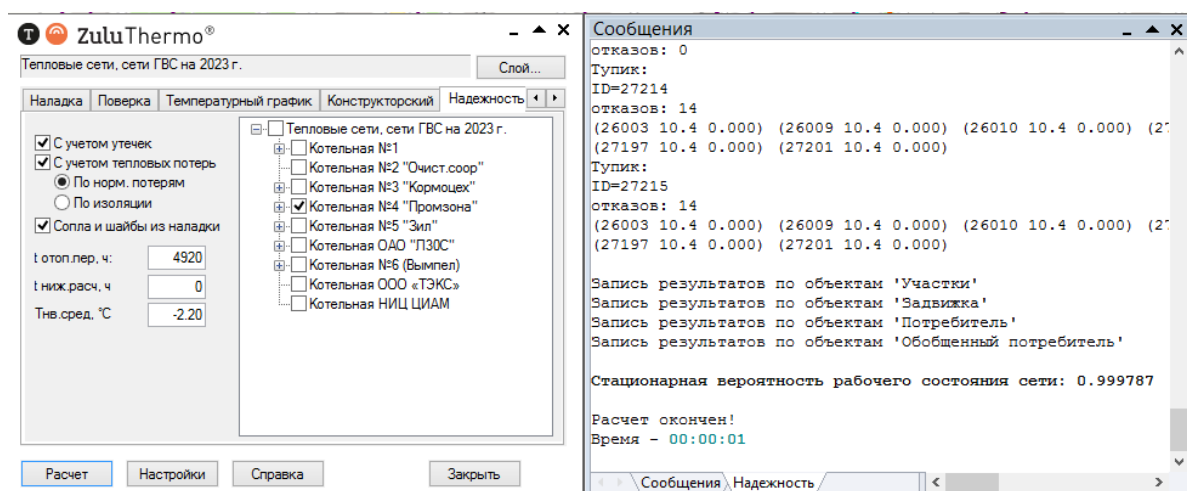 ZuluThermo®
Тепловые сети, сети ГВС на 2023 г.
Слой...
Наладка
Поверка
Температурный график
Конструкторский
Надежность
С учетом утечек
С учетом тепловых потерь
По норм. потерям
По изоляции
Сопла и шайбы из наладки
t отоп.пер, ч: 4920
t ниж.расч, ч 0
Tнв.сред, °C -2.20
Тепловые сети, сети ГВС на 2023 г.
Котельная №1
Котельная №2 "Очист.соор"
Котельная №3 "Кормоцех"
Котельная №4 "Промзона"
Котельная №5 "Зил"
Котельная ОАО "ЛЗОС"
Котельная №6 (Вымпел)
Котельная ООО «ТЭКС»
Котельная НИЦ ЦИАМ
Расчет
Настройки
Справка
Закрыть
Сообщения
отказов: 0
Тупик:
ID=27214
отказов: 14
(26003 10.4 0.000) (26009 10.4 0.000) (26010 10.4 0.000)
(27197 10.4 0.000) (27201 10.4 0.000)
Тупик:
ID=27215
отказов: 14
(26003 10.4 0.000) (26009 10.4 0.000) (26010 10.4 0.000)
(27197 10.4 0.000) (27201 10.4 0.000)
Запись результатов по объектам 'Участки'
Запись результатов по объектам 'Задвижка'
Запись результатов по объектам 'Потребитель'
Запись результатов по объектам 'Обобщенный потребитель'
Стационарная вероятность рабочего состояния сети: 0.999787
Расчет окончен!
Время - 00:00:01
Сообщения
Надежность